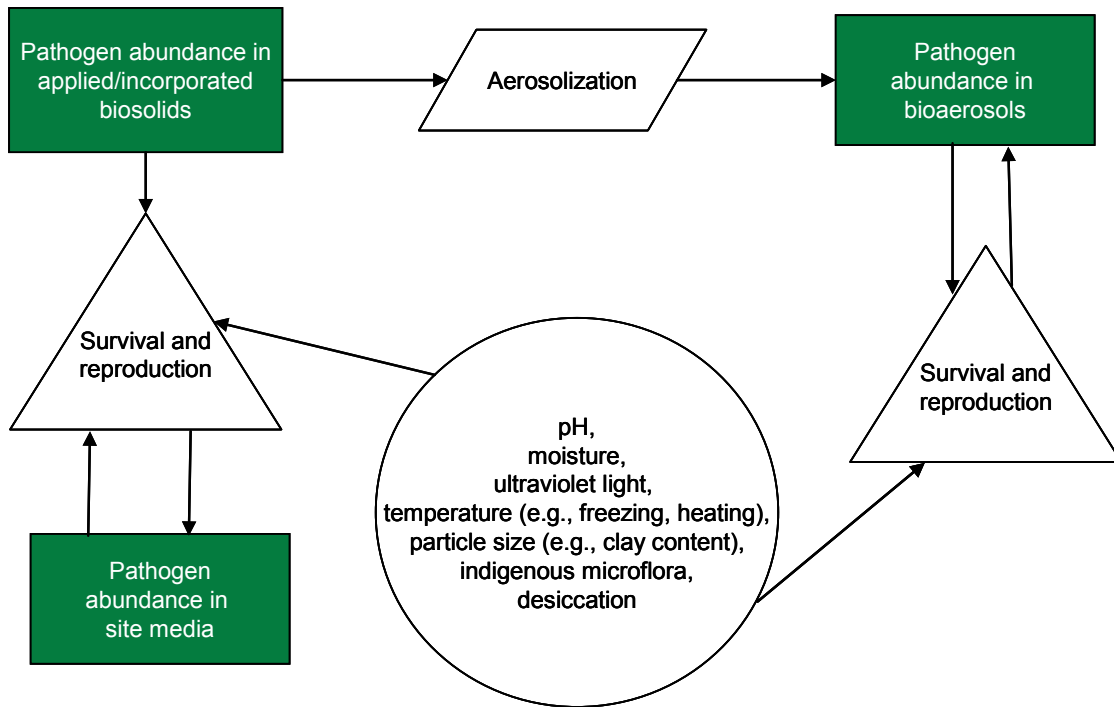 Pathogen abundance in
applied/incorporated
biosolids
Aerosolization
Pathogen
abundance in
bioaerosols
Survival and
reproduction
Survival and
reproduction
pH,
moisture,
ultraviolet light,
temperature (e.g., freezing, heating),
particle size (e.g., clay content),
indigenous microflora,
desiccation
Pathogen
abundance in
site media